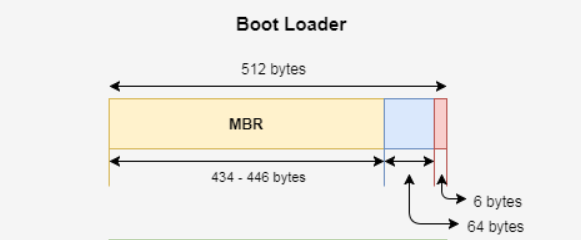 Boot Loader
512 bytes
MBR
434 - 446 bytes
6 bytes
64 bytes